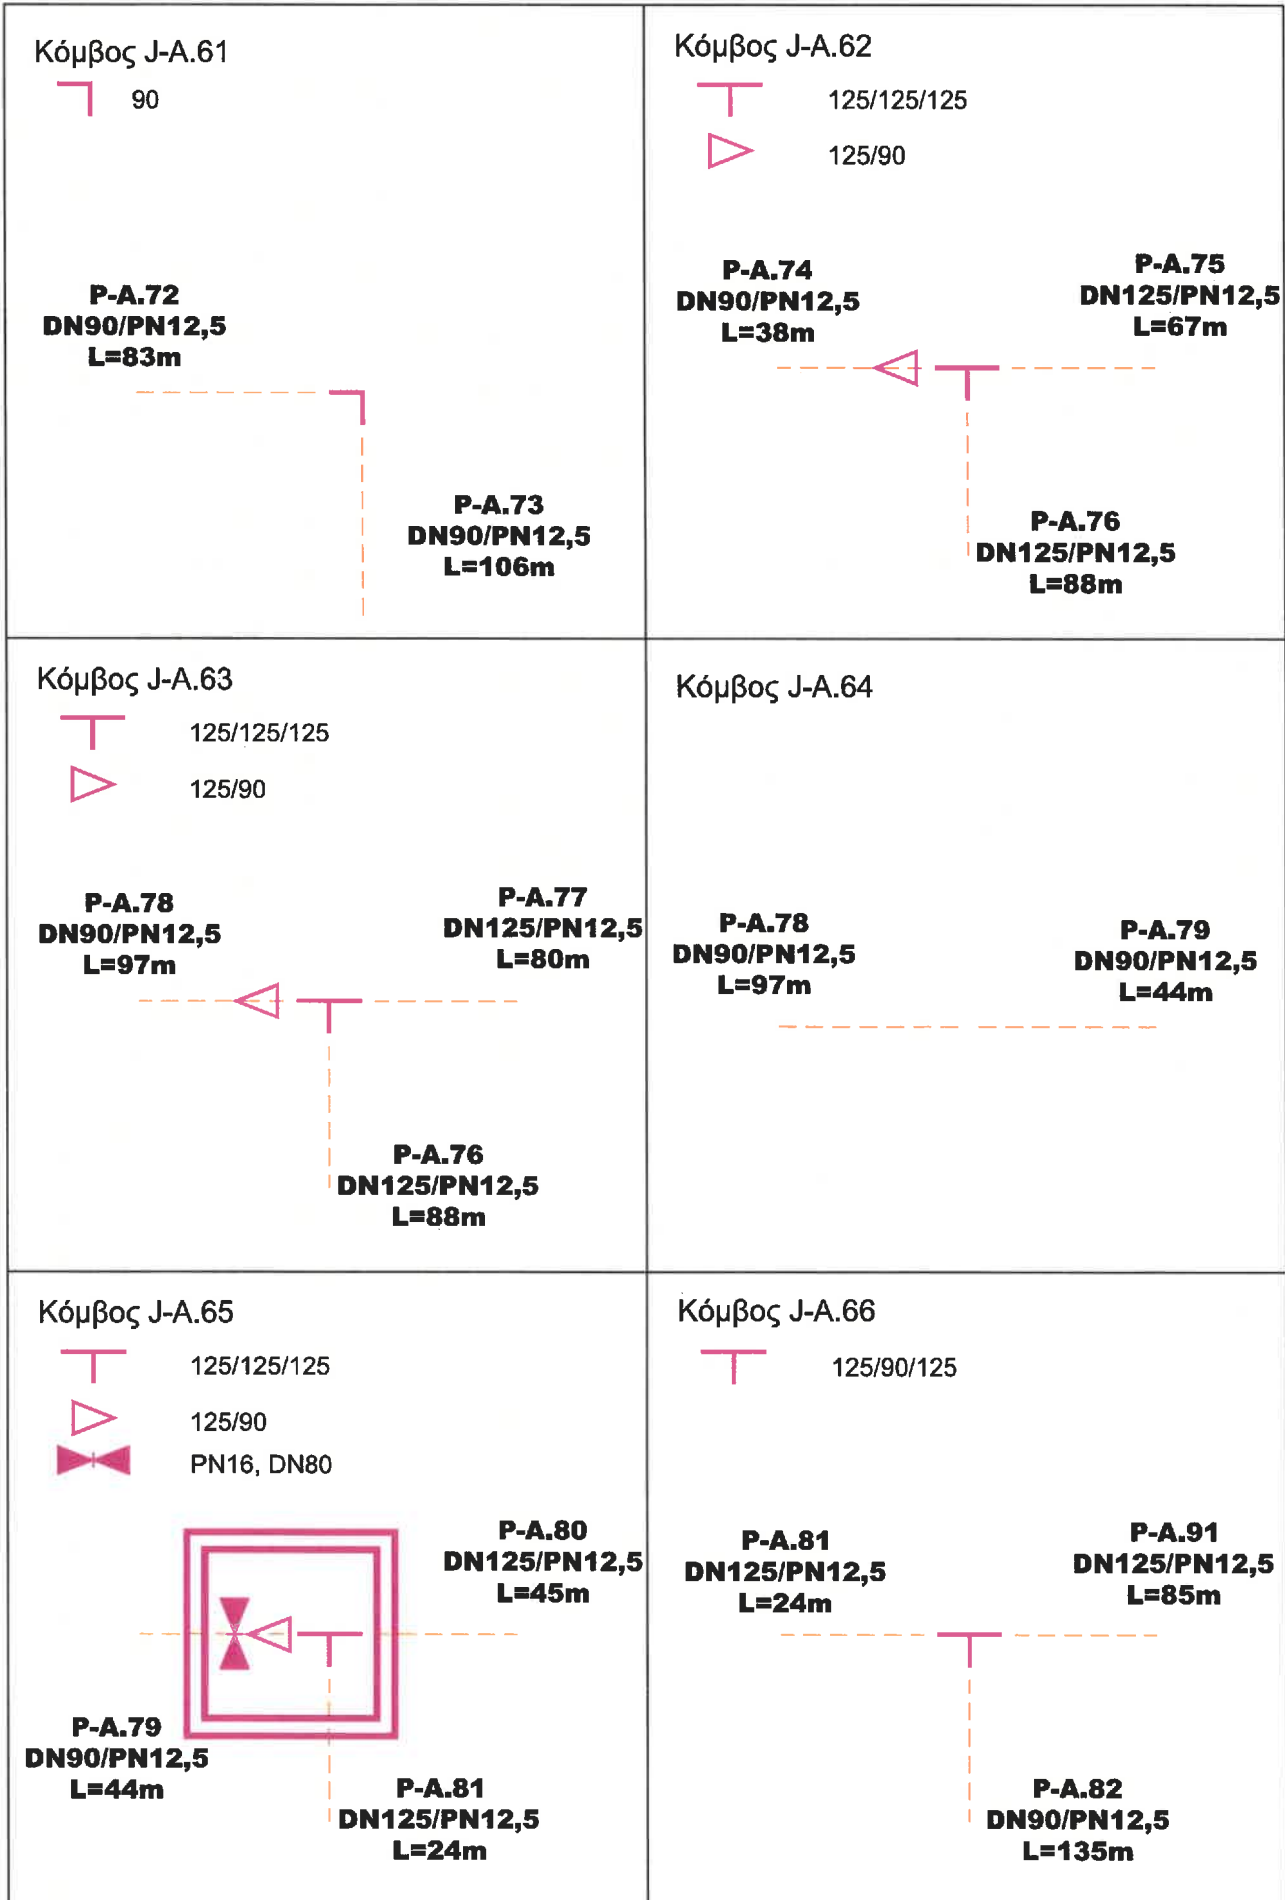 Κόμβος J-A.61
90
P-A.72
DN90/PN12,5
L=83m
P-A.73
DN90/PN12,5
L=106m
Κόμβος J-A.62
125/125/125
125/90
P-A.74
DN90/PN12,5
L=38m
P-A.75
DN125/PN12,5
L=67m
P-A.76
DN125/PN12,5
L=88m
Κόμβος J-A.63
125/125/125
125/90
P-A.78
DN90/PN12,5
L=97m
P-A.77
DN125/PN12,5
L=80m
P-A.76
DN125/PN12,5
L=88m
Κόμβος J-A.64
P-A.78
DN90/PN12,5
L=97m
P-A.79
DN90/PN12,5
L=44m
Κόμβος J-A.65
125/125/125
125/90
PN16, DN80
P-A.80
DN125/PN12,5
L=45m
P-A.79
DN90/PN12,5
L=44m
P-A.81
DN125/PN12,5
L=24m
Κόμβος J-A.66
125/90/125
P-A.81
DN125/PN12,5
L=24m
P-A.91
DN125/PN12,5
L=85m
P-A.82
DN90/PN12,5
L=135m